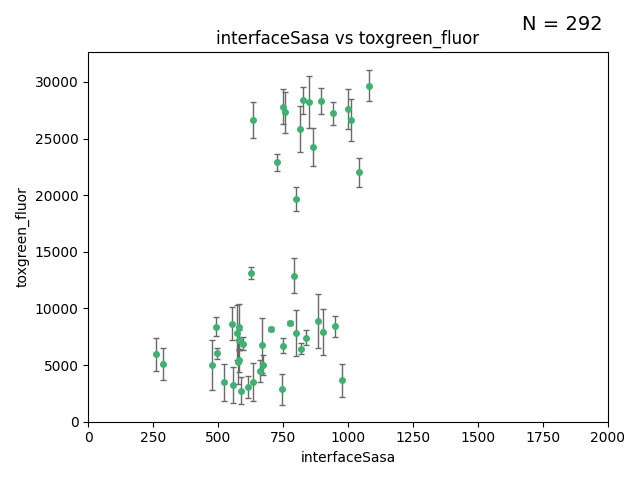 N = 292
interfaceSasa vs toxgreen_fluor
30000
25000
20000
15000
10000
5000
0
toxgreen_fluor
0 250 500 750 1000 1250 1500 1750 2000
interfaceSasa